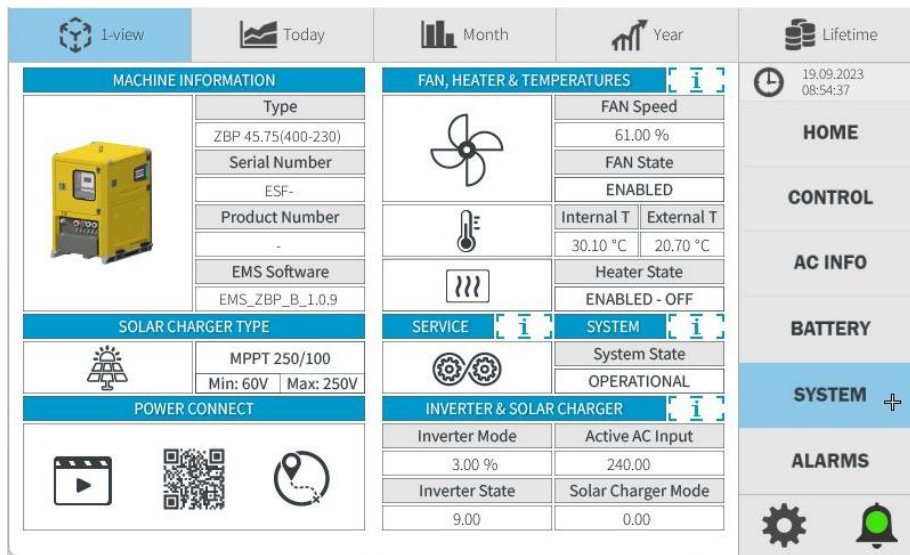 1-view
Today
Month
Year
Lifetime
19.09.2023
08:54:37
MACHINE INFORMATION
Type
ZBP 45.75(400-230)
Serial Number
ESF-
Product Number
-
EMS Software
EMS_ZBP_B_1.0.9
SOLAR CHARGER TYPE
MPPT 250/100
Min: 60V Max: 250V
POWER CONNECT
FAN, HEATER & TEMPERATURES i
FAN Speed
61.00 %
FAN State
ENABLED
Internal T External T
30.10 °C 20.70 °C
Heater State
ENABLED - OFF
SERVICE i SYSTEM i
System State
OPERATIONAL
INVERTER & SOLAR CHARGER i
Inverter Mode Active AC Input
3.00 % 240.00
Inverter State Solar Charger Mode
9.00 0.00
HOME
CONTROL
AC INFO
BATTERY
SYSTEM
ALARMS